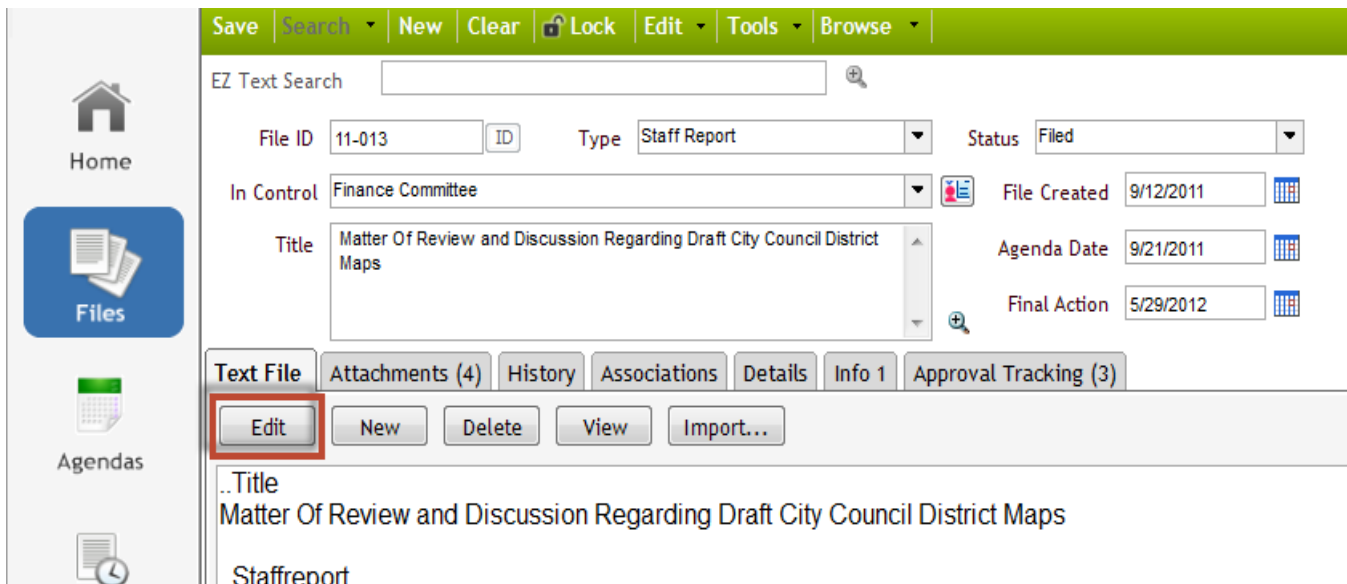 Save Search New Clear Lock Edit Tools Browse
EZ Text Search
File ID 11-013 ID Type Staff Report Status Filed
Home
In Control Finance Committee File Created 9/12/2011
Title Matter Of Review and Discussion Regarding Draft City Council District
Maps
Agenda Date 9/21/2011
Files
Final Action 5/29/2012
Text File Attachments (4) History Associations Details Info 1 Approval Tracking (3)
Edit New Delete View Import...
Agendas
..Title
Matter Of Review and Discussion Regarding Draft City Council District Maps
Staffreport